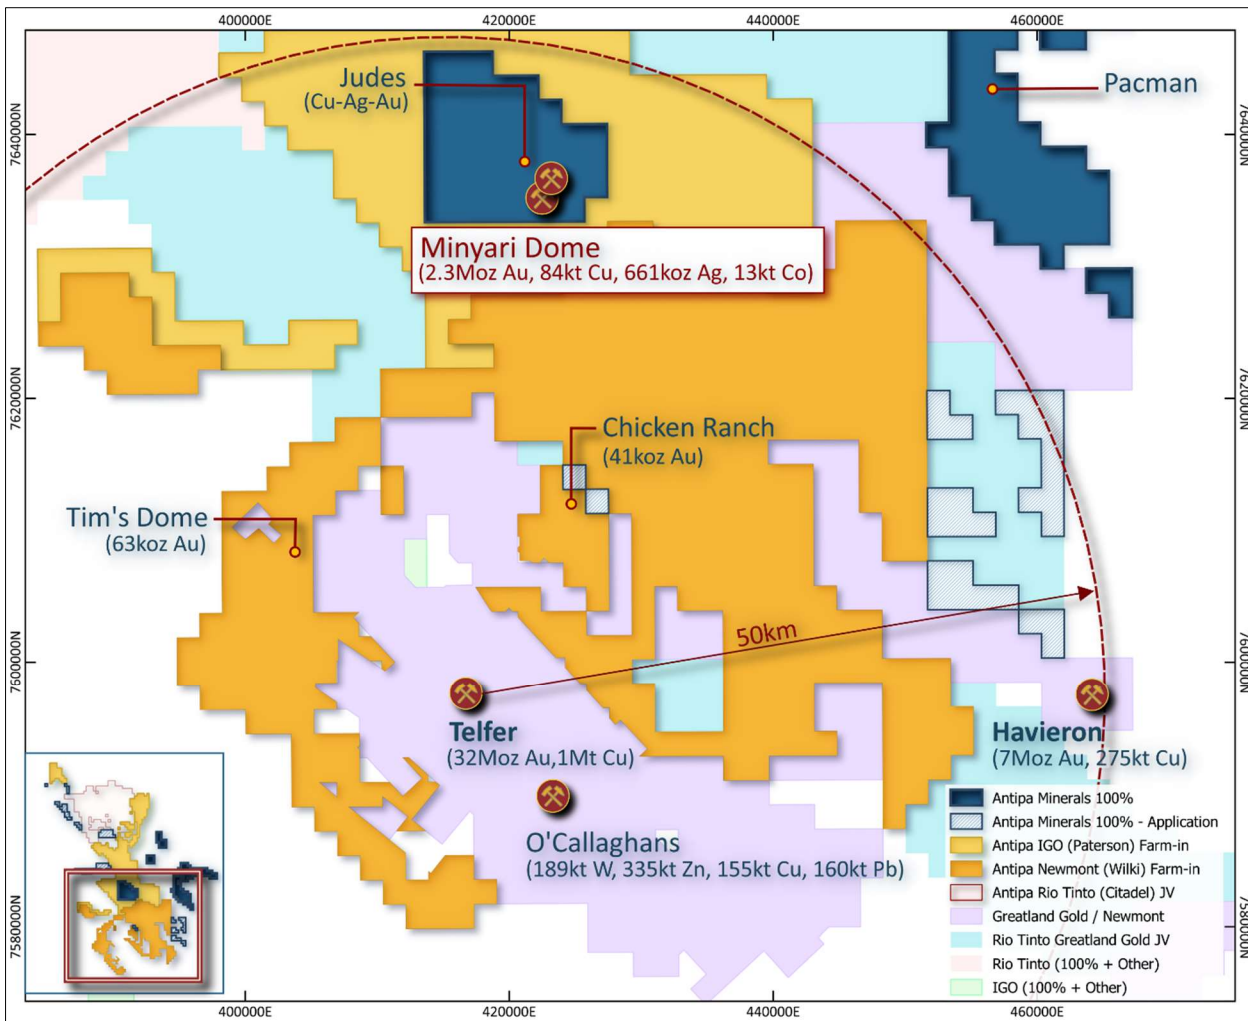 400000E
420000E
440000E
460000E
Judes
(Cu-Ag-Au)
Pacman
7640000N
7640000N
Minyari Dome
(2.3Moz Au, 84kt Cu, 661koz Ag, 13kt Co)
7620000N
7620000N
Chicken Ranch
(41koz Au)
Tim's Dome
(63koz Au)
50km
7600000N
7600000N
Telfer
(32Moz Au,1Mt Cu)
Havieron
(7Moz Au, 275kt Cu)
O'Callaghans
(189kt W, 335kt Zn, 155kt Cu, 160kt Pb)
Antipa Minerals 100%
Antipa Minerals 100% - Application
Antipa IGO (Paterson) Farm-in
Antipa Newmont (Wilki) Farm-in
Antipa Rio Tinto (Citadel) JV
Greatland Gold / Newmont
Rio Tinto Greatland Gold JV
Rio Tinto (100% + Other)
IGO (100% + Other)
7580000N
7580000N
400000E
420000E
440000E
460000E